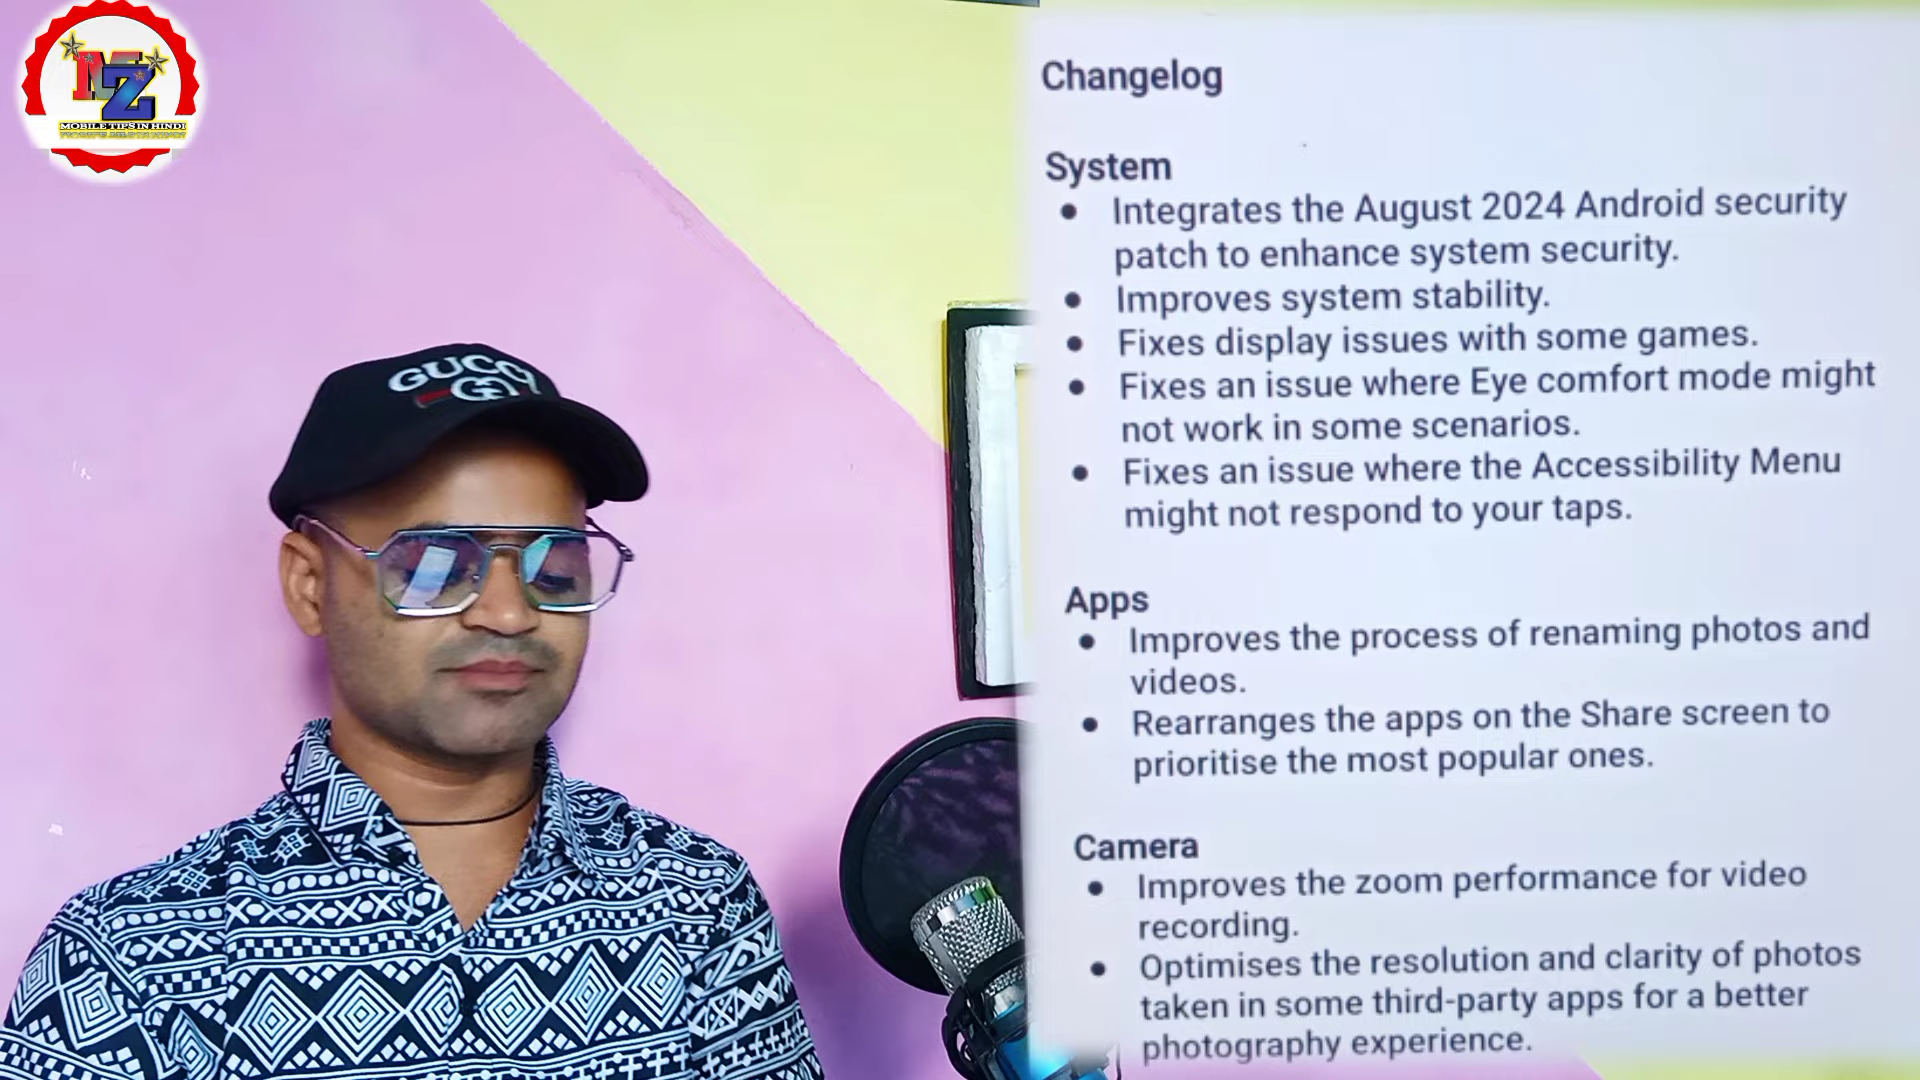 MZ
MOBILE TIPS IN HINDI
GUCCI
Changelog
System
● Integrates the August 2024 Android security
patch to enhance system security.
● Improves system stability.
● Fixes display issues with some games.
● Fixes an issue where Eye comfort mode might
not work in some scenarios.
● Fixes an issue where the Accessibility Menu
might not respond to your taps.
Apps
● Improves the process of renaming photos and
videos.
● Rearranges the apps on the Share screen to
prioritise the most popular ones.
Camera
● Improves the zoom performance for video
recording.
● Optimises the resolution and clarity of photos
taken in some third-party apps for a better
photography experience.